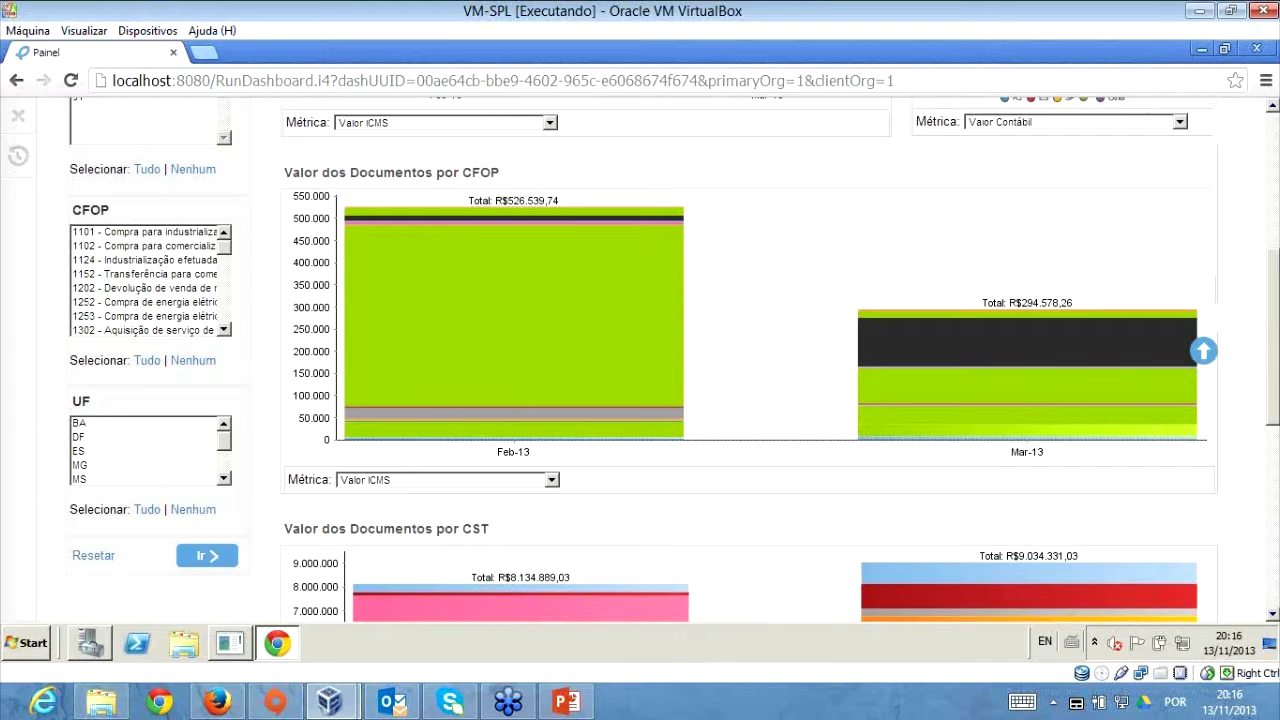 VM-SPL [Executando] - Oracle VM VirtualBox
Máquina Visualizar Dispositivos Ajuda (H)
Painel
localhost:8080/RunDashboard.i4?dashUUID=00ae64cb-bbe9-4602-965c-e6068674f674&primaryOrg=1&clientOrg=1
Métrica: Valor ICMS
Métrica: Valor Contábil
Selecionar: Tudo | Nenhum
CFOP
1101 - Compra para industrializa
1102 - Compra para comercializ
1124 - Industrialização efetuada
1152 - Transferência para come
1202 - Devolução de venda de r
1252 - Compra de energia elétric
1253 - Compra de energia elétric
1302 - Aquisição de serviço de
Selecionar: Tudo | Nenhum
UF
BA
DF
ES
MG
MS
Selecionar: Tudo | Nenhum
Resetar Ir
Valor dos Documentos por CFOP
550.000
500.000
450.000
400.000
350.000
300.000
250.000
200.000
150.000
100.000
50.000
0
Total: R$526.539,74
Total: R$294.578,26
Feb-13 Mar-13
Métrica: Valor ICMS
Valor dos Documentos por CST
9.000.000
8.000.000
7.000.000
Total: R$8.134.889,03
Total: R$9.034.331,03
Start
EN
20:16
13/11/2013
Right Ctrl
POR
20:16
13/11/2013